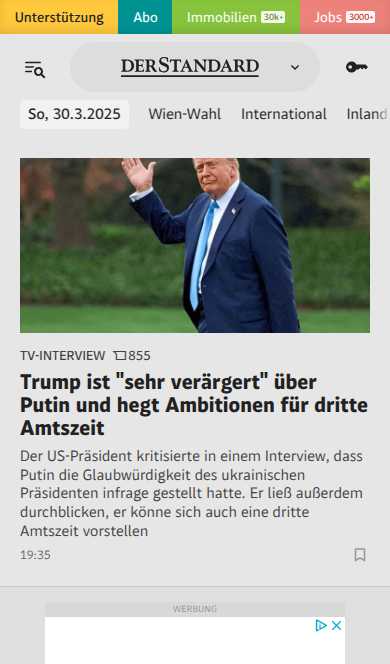 Unterstützung Abo Immobilien 30k+ Jobs 3000+
DERSTANDARD
So, 30.3.2025 Wien-Wahl International Inland
TV-INTERVIEW 855
Trump ist "sehr verärgert" über
Putin und hegt Ambitionen für dritte
Amtszeit
Der US-Präsident kritisierte in einem Interview, dass
Putin die Glaubwürdigkeit des ukrainischen
Präsidenten infrage gestellt hatte. Er ließ außerdem
durchblicken, er könne sich auch eine dritte
Amtszeit vorstellen
19:35
WERBUNG